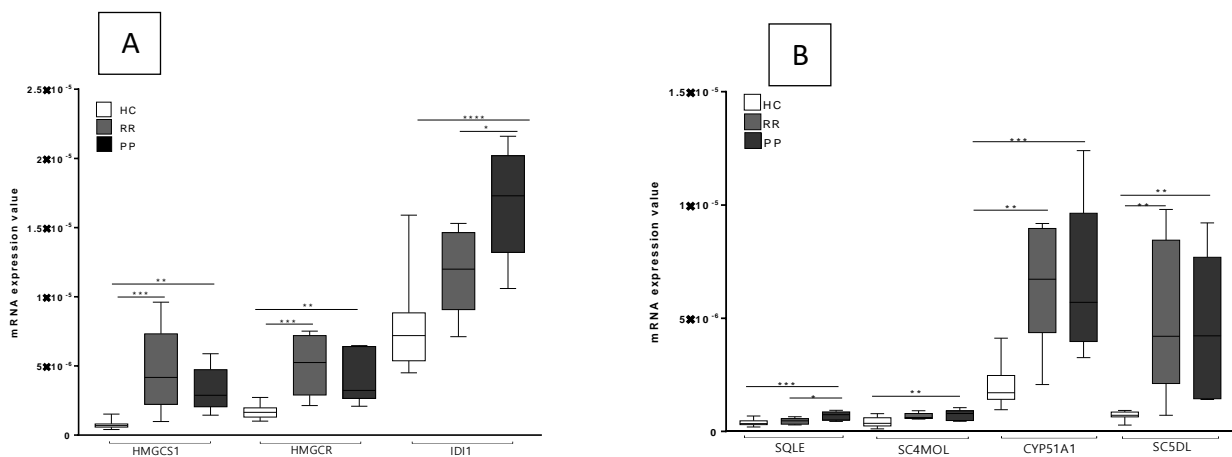 A
2.5✖10⁻⁵
HC
RR
PP
2✖10⁻⁵
1.5✖10⁻⁵
1✖10⁻⁵
5✖10⁻⁶
0
mRNA expression value
****
*
**
***
**
***
HMGCS1
HMGCR
IDI1
B
1.5✖10⁻⁵
HC
RR
PP
1✖10⁻⁵
5✖10⁻⁶
0
mRNA expression value
***
**
**
**
***
*
**
SQLE
SC4MOL
CYP51A1
SC5DL